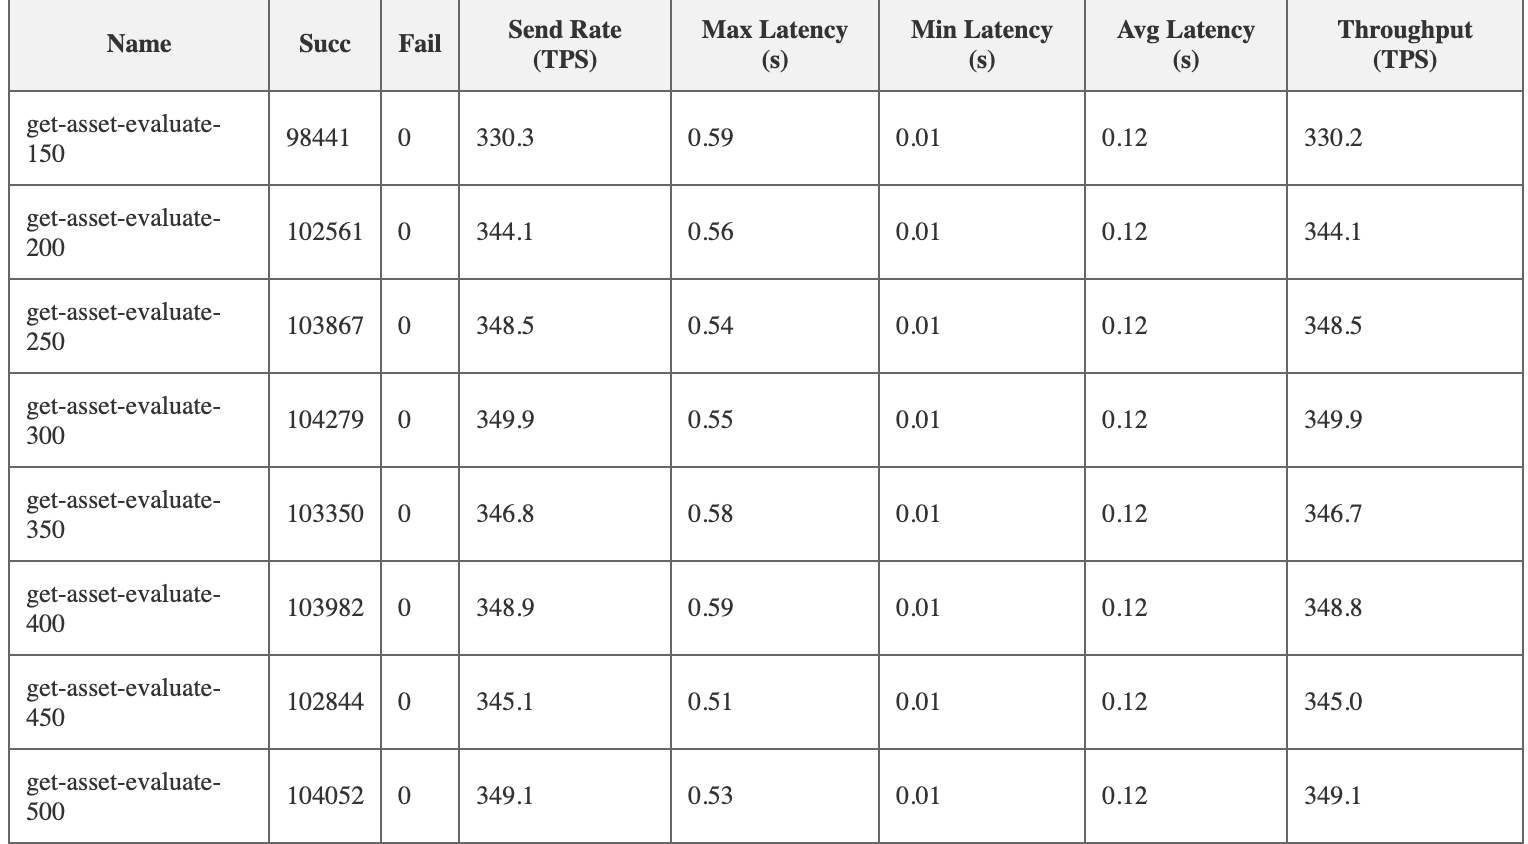 Name Succ Fail Send Rate (TPS) Max Latency (s) Min Latency (s) Avg Latency (s) Throughput (TPS)
get-asset-evaluate-150 98441 0 330.3 0.59 0.01 0.12 330.2
get-asset-evaluate-200 102561 0 344.1 0.56 0.01 0.12 344.1
get-asset-evaluate-250 103867 0 348.5 0.54 0.01 0.12 348.5
get-asset-evaluate-300 104279 0 349.9 0.55 0.01 0.12 349.9
get-asset-evaluate-350 103350 0 346.8 0.58 0.01 0.12 346.7
get-asset-evaluate-400 103982 0 348.9 0.59 0.01 0.12 348.8
get-asset-evaluate-450 102844 0 345.1 0.51 0.01 0.12 345.0
get-asset-evaluate-500 104052 0 349.1 0.53 0.01 0.12 349.1